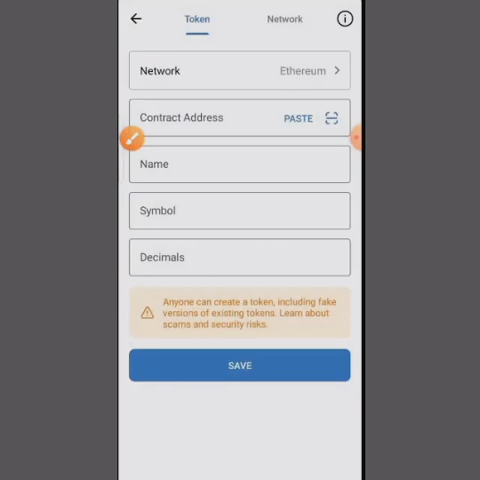 Token
Network
Network
Ethereum
Contract Address
PASTE
Name
Symbol
Decimals
Anyone can create a token, including fake
versions of existing tokens. Learn about
scams and security risks.
SAVE